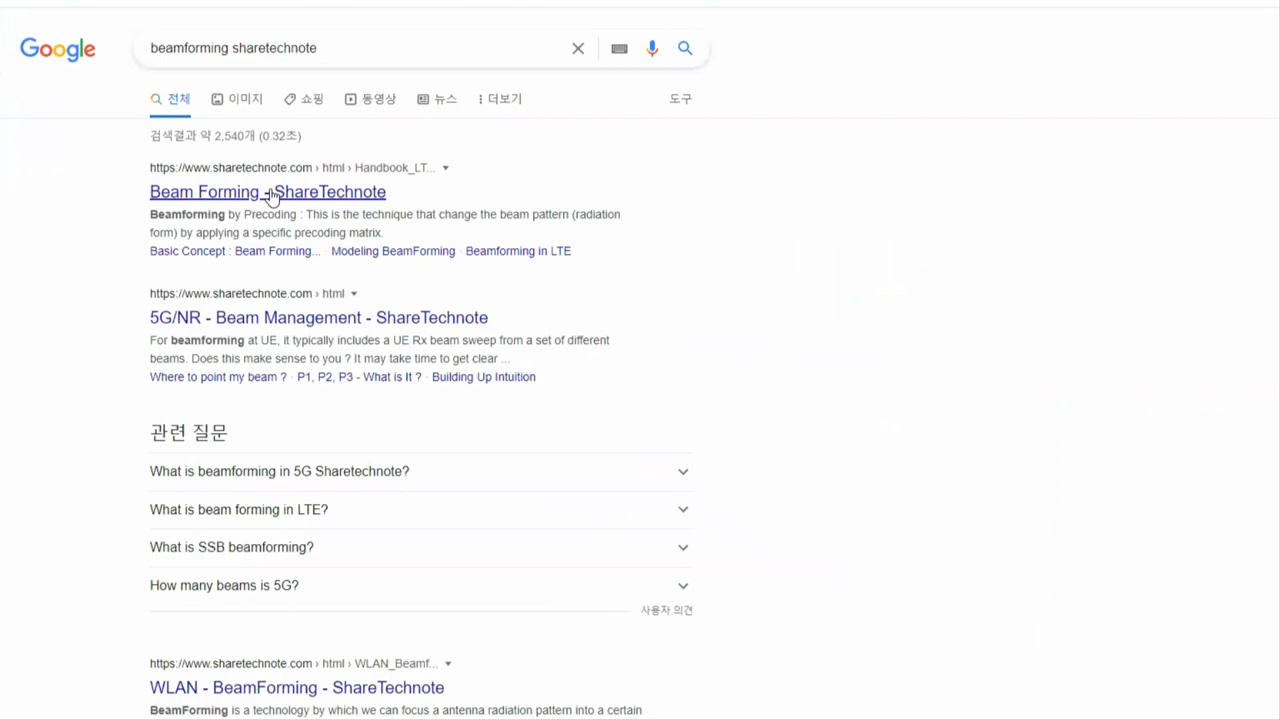 Google
beamforming sharetechnote
전체 이미지 쇼핑 동영상 뉴스 더보기 도구
검색결과 약 2,540개 (0.32초)
https://www.sharetechnote.com › html › Handbook_LT...
Beam Forming - ShareTechnote
Beamforming by Precoding : This is the technique that change the beam pattern (radiation
form) by applying a specific precoding matrix.
Basic Concept : Beam Forming... · Modeling BeamForming · Beamforming in LTE
https://www.sharetechnote.com › html
5G/NR - Beam Management - ShareTechnote
For beamforming at UE, it typically includes a UE Rx beam sweep from a set of different
beams. Does this make sense to you ? It may take time to get clear ...
Where to point my beam ? · P1, P2, P3 - What is It ? · Building Up Intuition
관련 질문
What is beamforming in 5G Sharetechnote?
What is beam forming in LTE?
What is SSB beamforming?
How many beams is 5G?
사용자 의견
https://www.sharetechnote.com › html › WLAN_Beamf...
WLAN - BeamForming - ShareTechnote
BeamForming is a technology by which we can focus a antenna radiation pattern into a certain